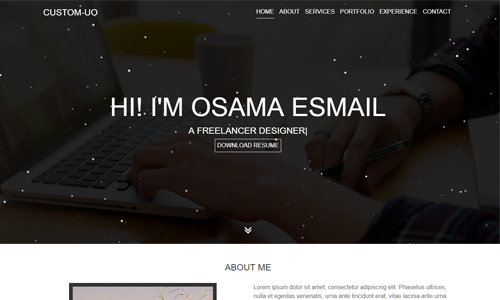 CUSTOM-UO
HOME ABOUT SERVICES PORTFOLIO EXPERIENCE CONTACT
HI! I'M OSAMA ESMAIL
A FREELANCER DESIGNER|
DOWNLOAD RESUME
ABOUT ME
Lorem ipsum dolor sit amet, consectetur adipiscing elit. Phasellus ultrices,
nulla et egestas venenatis, urna ante tincidunt erat, vitae lacinia ante urna